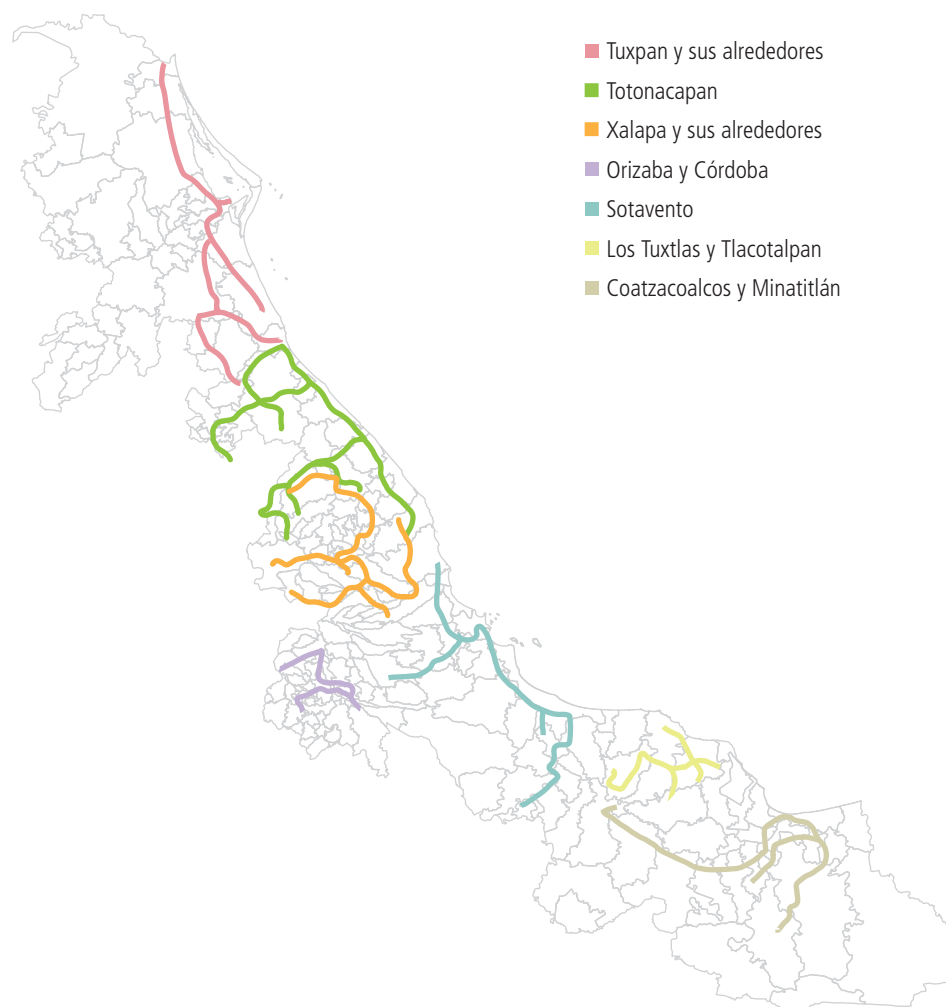 Tuxpan y sus alrededores
Totonacapan
Xalapa y sus alrededores
Orizaba y Córdoba
Sotavento
Los Tuxtlas y Tlacotalpan
Coatzacoalcos y Minatitlán